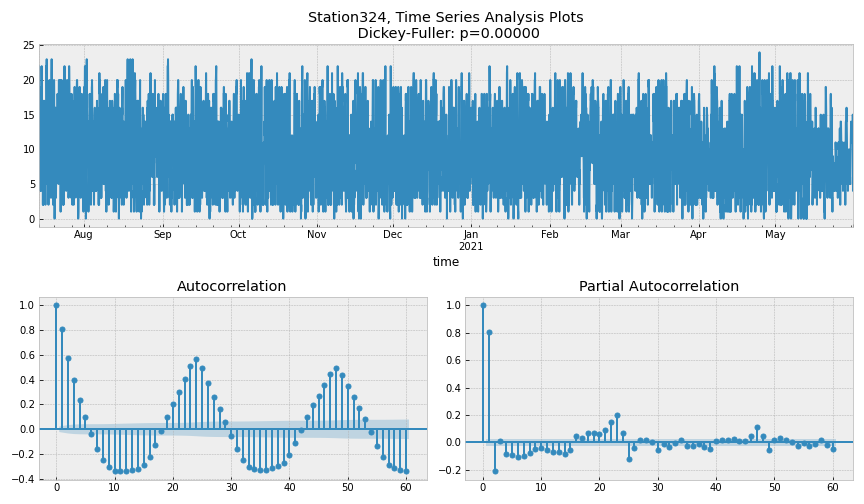 Station324, Time Series Analysis Plots
Dickey-Fuller: p=0.00000
25
20
15
10
5
0
Aug Sep Oct Nov Dec Jan Feb Mar Apr May
2021
time
Autocorrelation
1.0
0.8
0.6
0.4
0.2
0.0
−0.2
−0.4
0 10 20 30 40 50 60
Partial Autocorrelation
1.0
0.8
0.6
0.4
0.2
0.0
−0.2
0 10 20 30 40 50 60